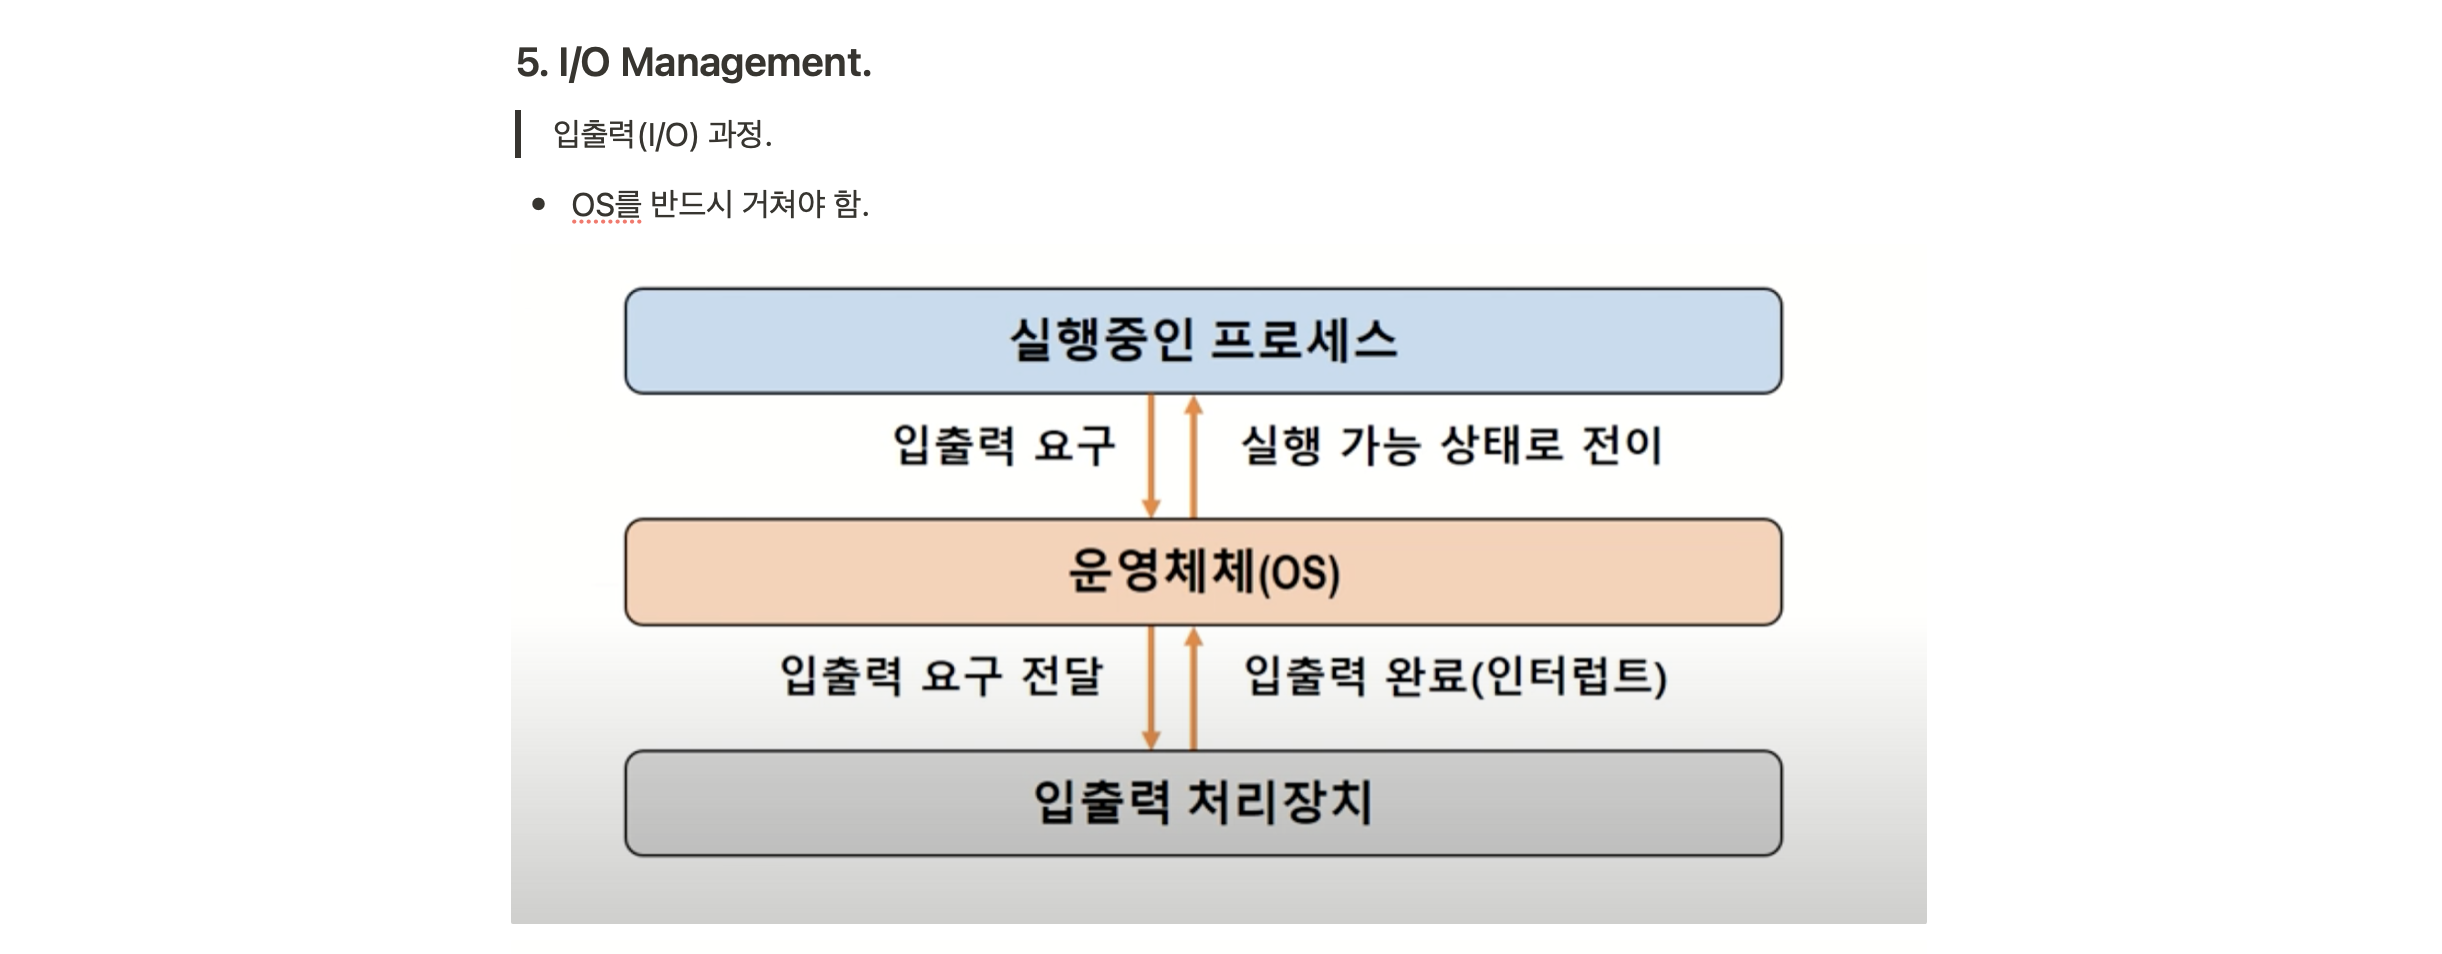 5. I/O Management.
입출력(I/O) 과정.
• OS를 반드시 거쳐야 함.
실행중인 프로세스
입출력 요구
실행 가능 상태로 전이
운영체제(OS)
입출력 요구 전달
입출력 완료(인터럽트)
입출력 처리장치